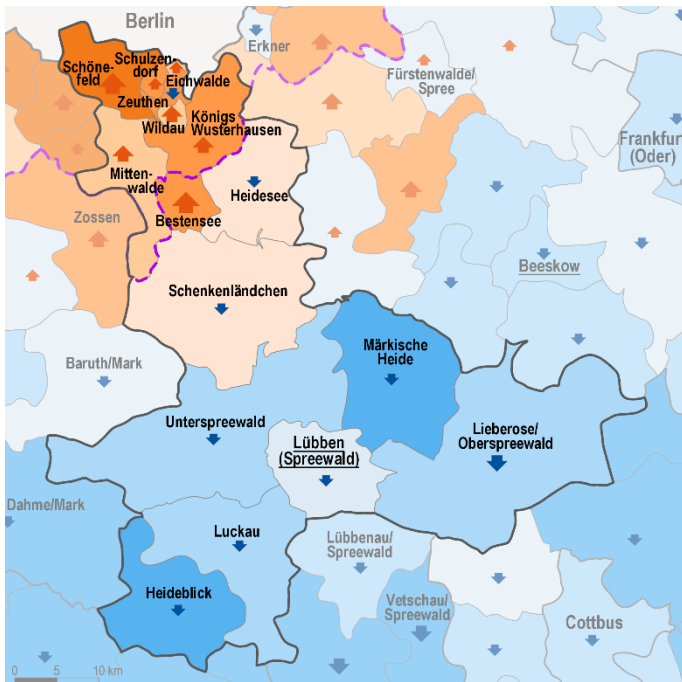 Berlin
Erkner
Schulzen-
dorf
Schöne-
feld
Eichwalde
Zeuthen
Fürstenwalde/
Spree
Königs
Wusterhausen
Wildau
Frankfurt
(Oder)
Mitten-
walde
Heidesee
Zossen
Bestensee
Beeskow
Schenkenländchen
Märkische
Heide
Baruth/Mark
Unterspreewald
Lieberose/
Oberspreewald
Lübben
(Spreewald)
Dahme/Mark
Luckau
Lübbenau/
Spreewald
Heideblick
Vetschau/
Spreewald
Cottbus
0 5 10 km